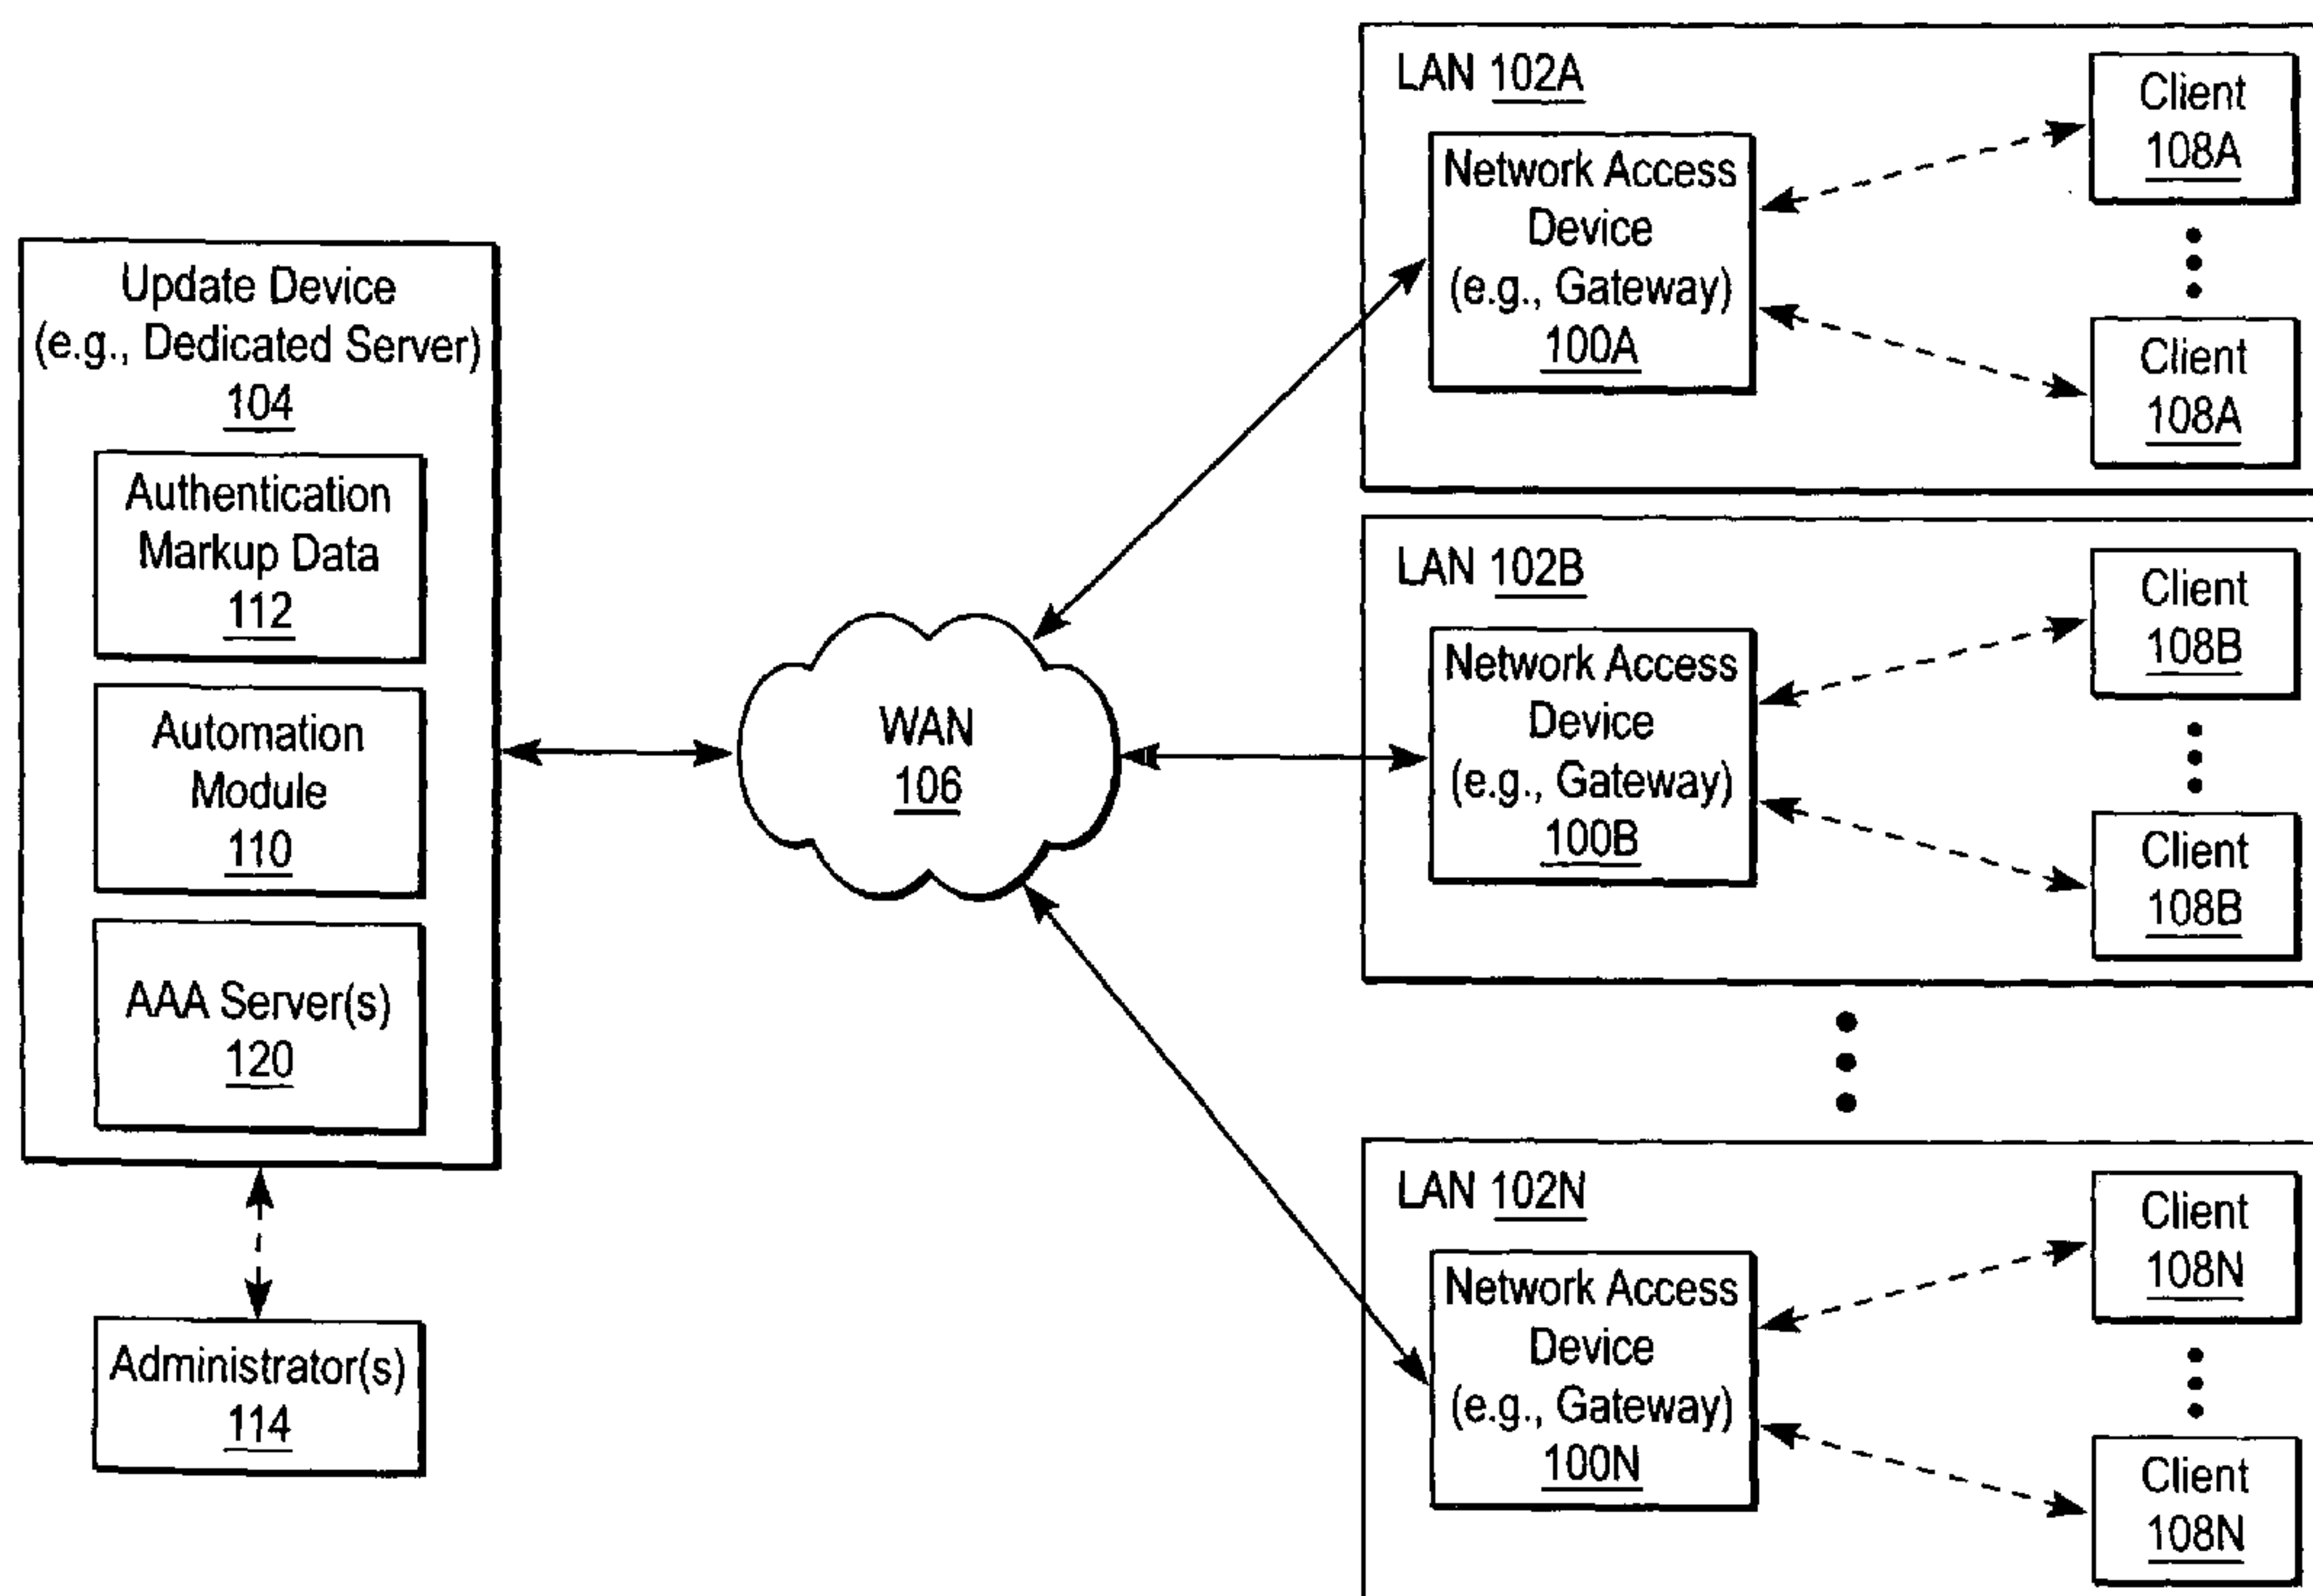 Update Device
(e.g., Dedicated Server)
104
Authentication
Markup Data
112
Automation
Module
110
AAA Server(s)
120
Administrator(s)
114
WAN
106
LAN 102A
Network Access
Device
(e.g., Gateway)
100A
Client
108A
Client
108A
LAN 102B
Network Access
Device
(e.g., Gateway)
100B
Client
108B
Client
108B
LAN 102N
Network Access
Device
(e.g., Gateway)
100N
Client
108N
Client
108N